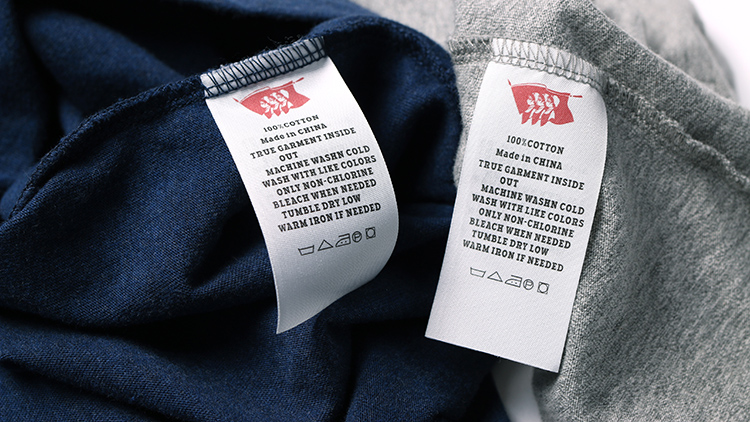 100%COTTON
Made in CHINA
TRUE GARMENT INSIDE
OUT
MACHINE WASHN COLD
WASH WITH LIKE COLORS
ONLY NON-CHLORINE
BLEACH WHEN NEEDED
TUMBLE DRY LOW
WARM IRON IF NEEDED
100%COTTON
Made in CHINA
TRUE GARMENT INSIDE
OUT
MACHINE WASHN COLD
WASH WITH LIKE COLORS
ONLY NON-CHLORINE
BLEACH WHEN NEEDED
TUMBLE DRY LOW
WARM IRON IF NEEDED